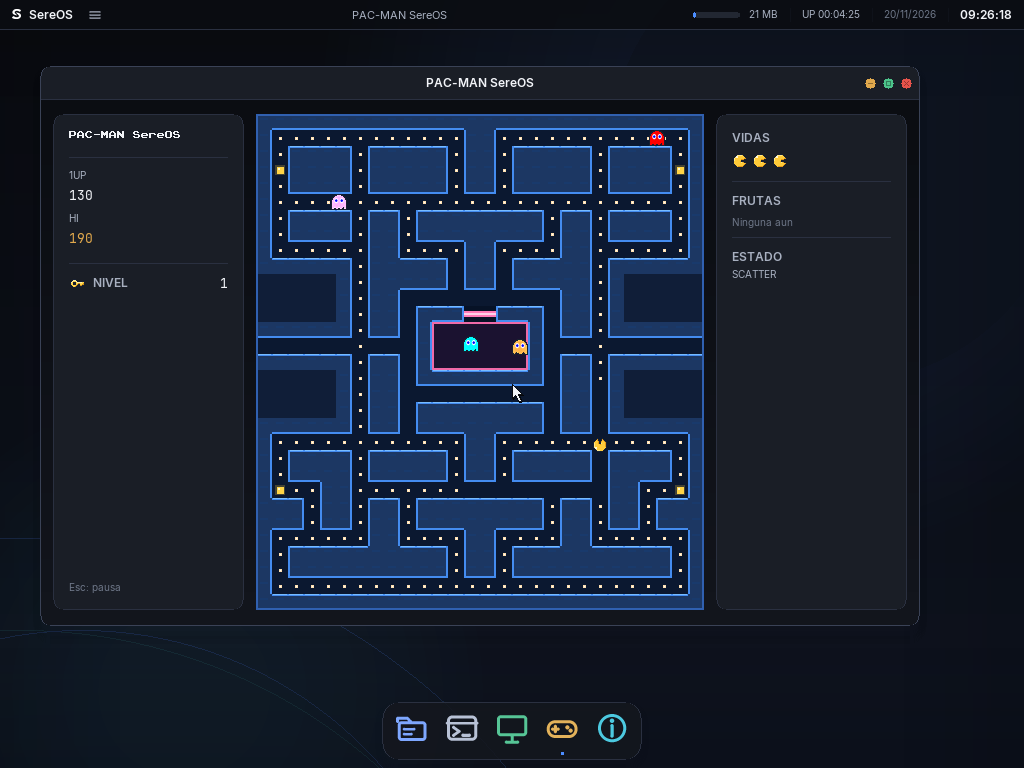 SereOS
PAC-MAN SereOS
21 MB
UP 00:04:25
20/11/2026
09:26:18
PAC-MAN SereOS
PAC-MAN SereOS
1UP
130
HI
190
NIVEL 1
Esc: pausa
VIDAS
FRUTAS
Ninguna aun
ESTADO
SCATTER